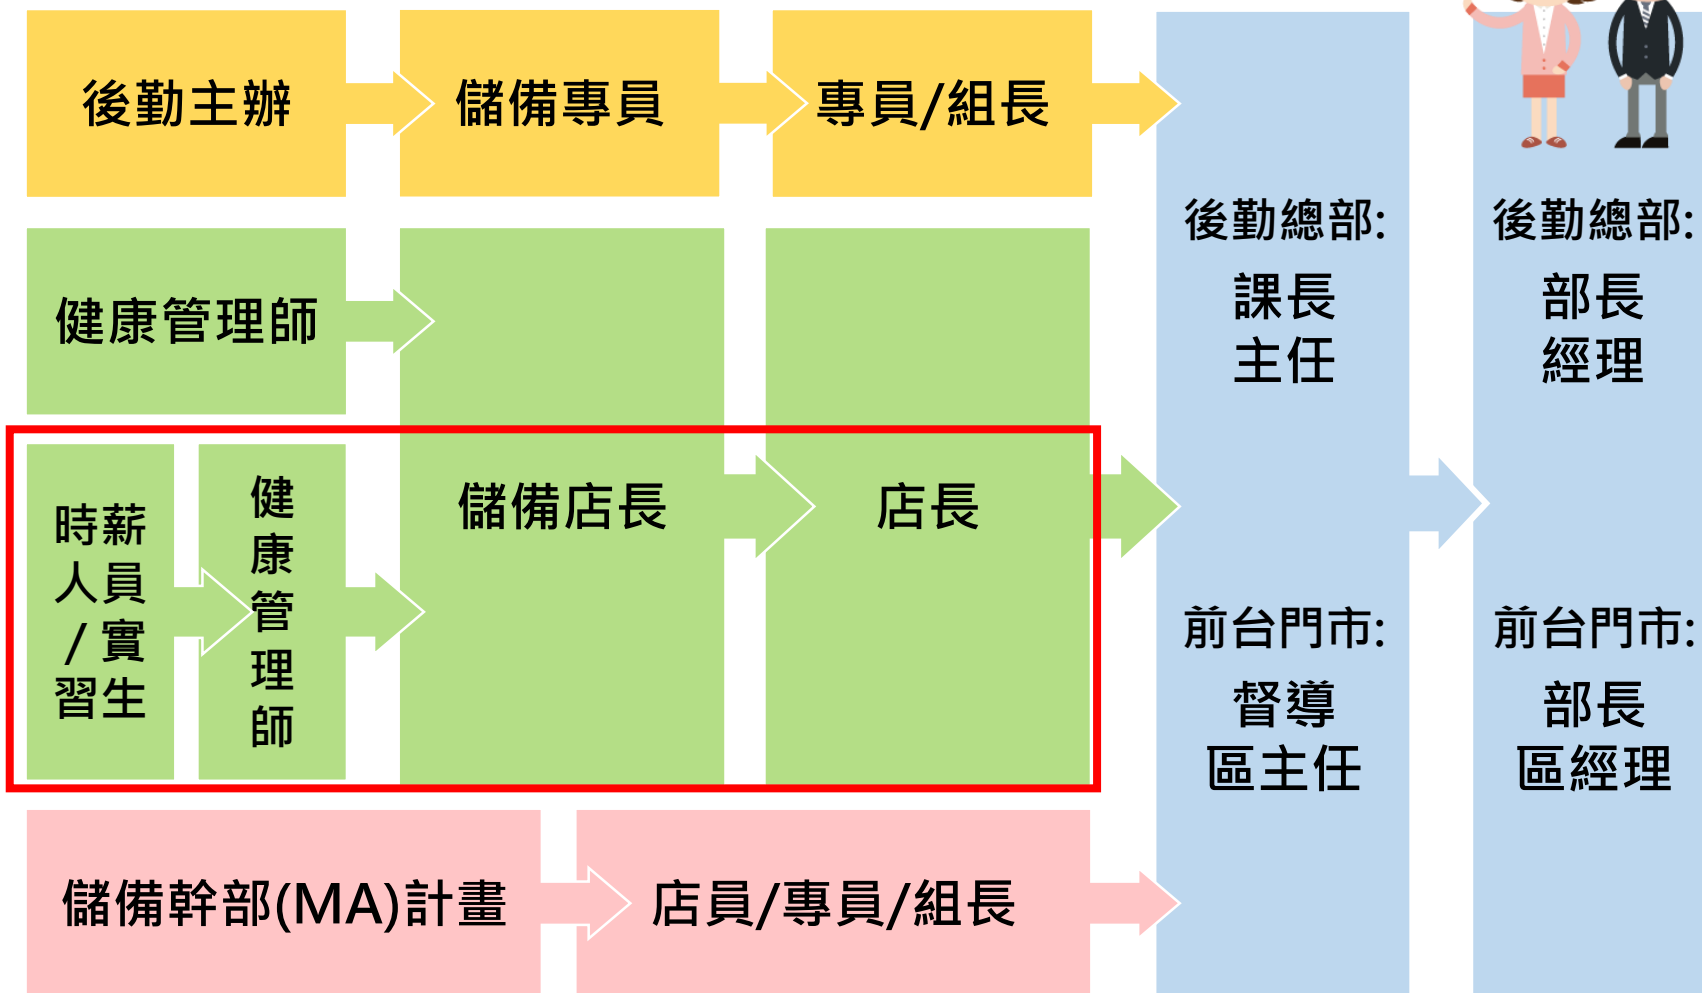 後勤主辦
儲備專員
專員/組長
健康管理師
時薪
人員
/實
習生
健
康
管
理
師
儲備店長
店長
儲備幹部(MA)計畫
店員/專員/組長
後勤總部:
課長
主任
前台門市:
督導
區主任
後勤總部:
部長
經理
前台門市:
部長
區經理